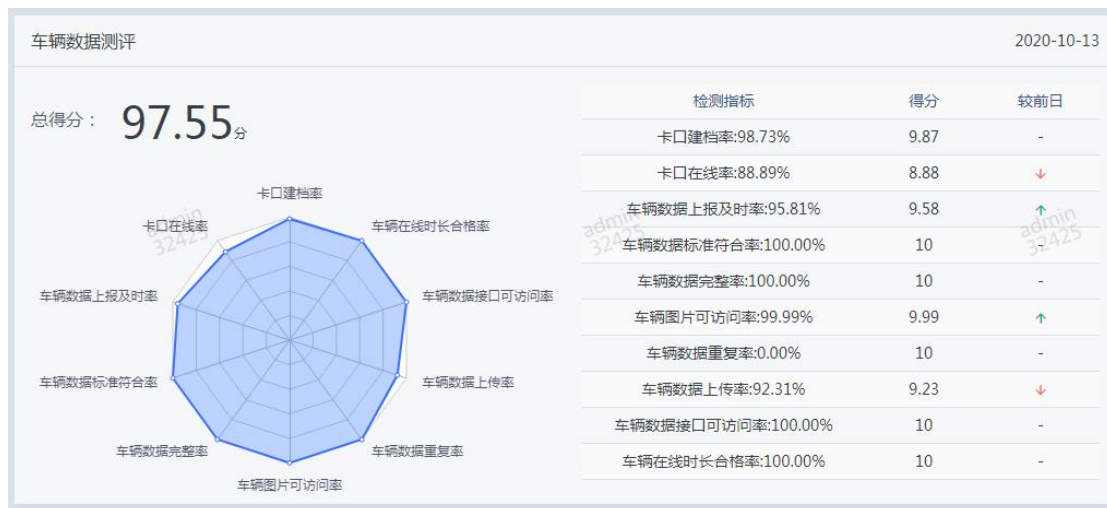 车辆数据测评
2020-10-13
总得分： 97.55分
卡口建档率
卡口在线率
车辆在线时长合格率
车辆数据上报及时率
车辆数据接口可访问率
车辆数据标准符合率
车辆数据上传率
车辆数据完整率
车辆数据重复率
车辆图片可访问率
检测指标 得分 较前日
卡口建档率:98.73% 9.87 -
卡口在线率:88.89% 8.88 ↓
车辆数据上报及时率:95.81% 9.58 ↑
车辆数据标准符合率:100.00% 10 -
车辆数据完整率:100.00% 10 -
车辆图片可访问率:99.99% 9.99 ↑
车辆数据重复率:0.00% 10 -
车辆数据上传率:92.31% 9.23 ↓
车辆数据接口可访问率:100.00% 10 -
车辆在线时长合格率:100.00% 10 -
admin
32425
admin
32425
admin
32425